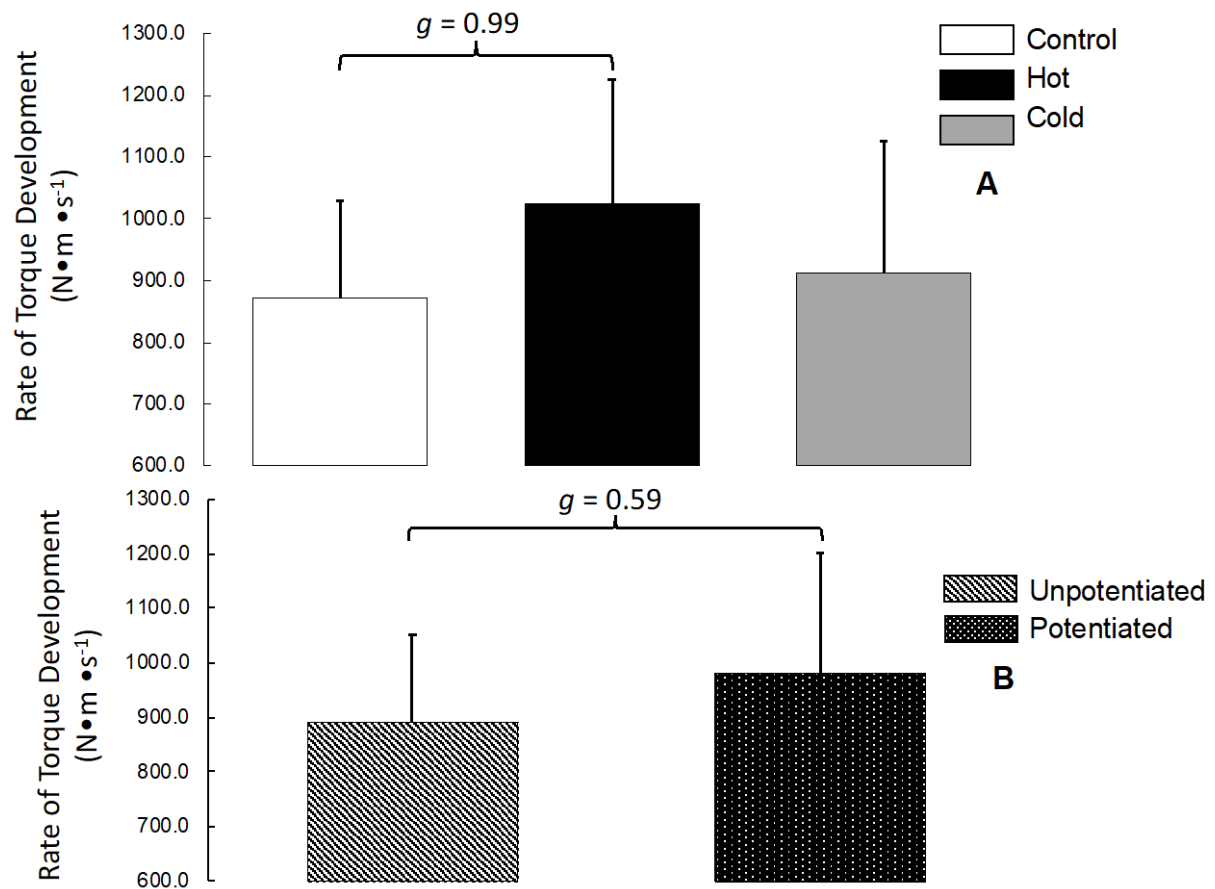 g = 0.99
1300.0
1200.0
1100.0
1000.0
900.0
800.0
700.0
600.0
Rate of Torque Development
(N•m •s-1)
Control
Hot
Cold
A
g = 0.59
1300.0
1200.0
1100.0
1000.0
900.0
800.0
700.0
600.0
Rate of Torque Development
(N•m •s-1)
Unpotentiated
Potentiated
B